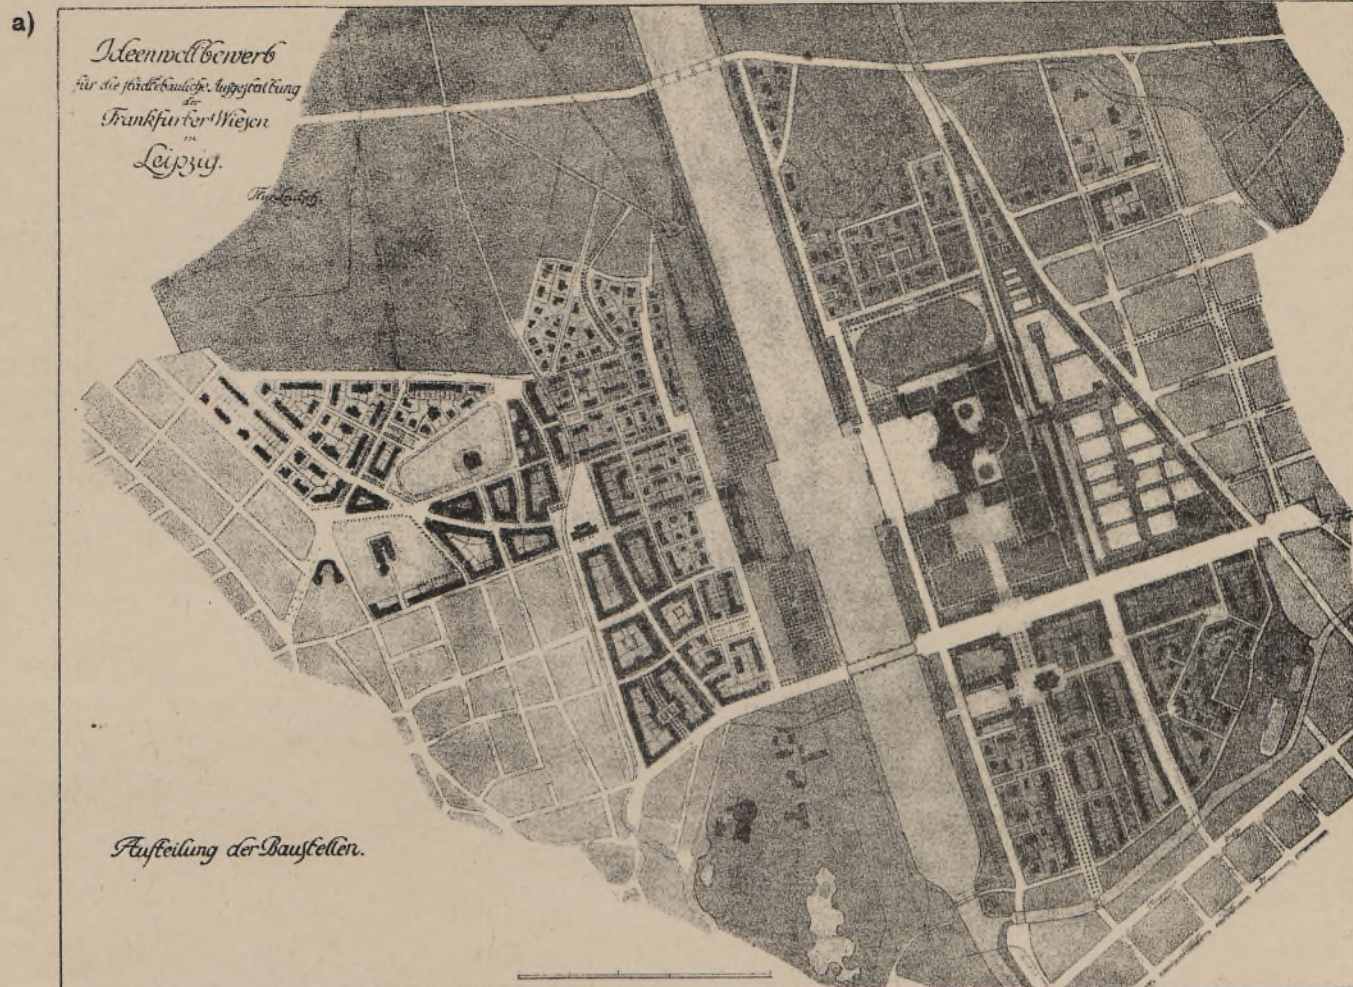 a)
Ideenwettbewerb
für die städtebauliche Ausgestaltung
der
Frankfurter Wiesen
in
Leipzig.
Aufteilung der Baustellen.